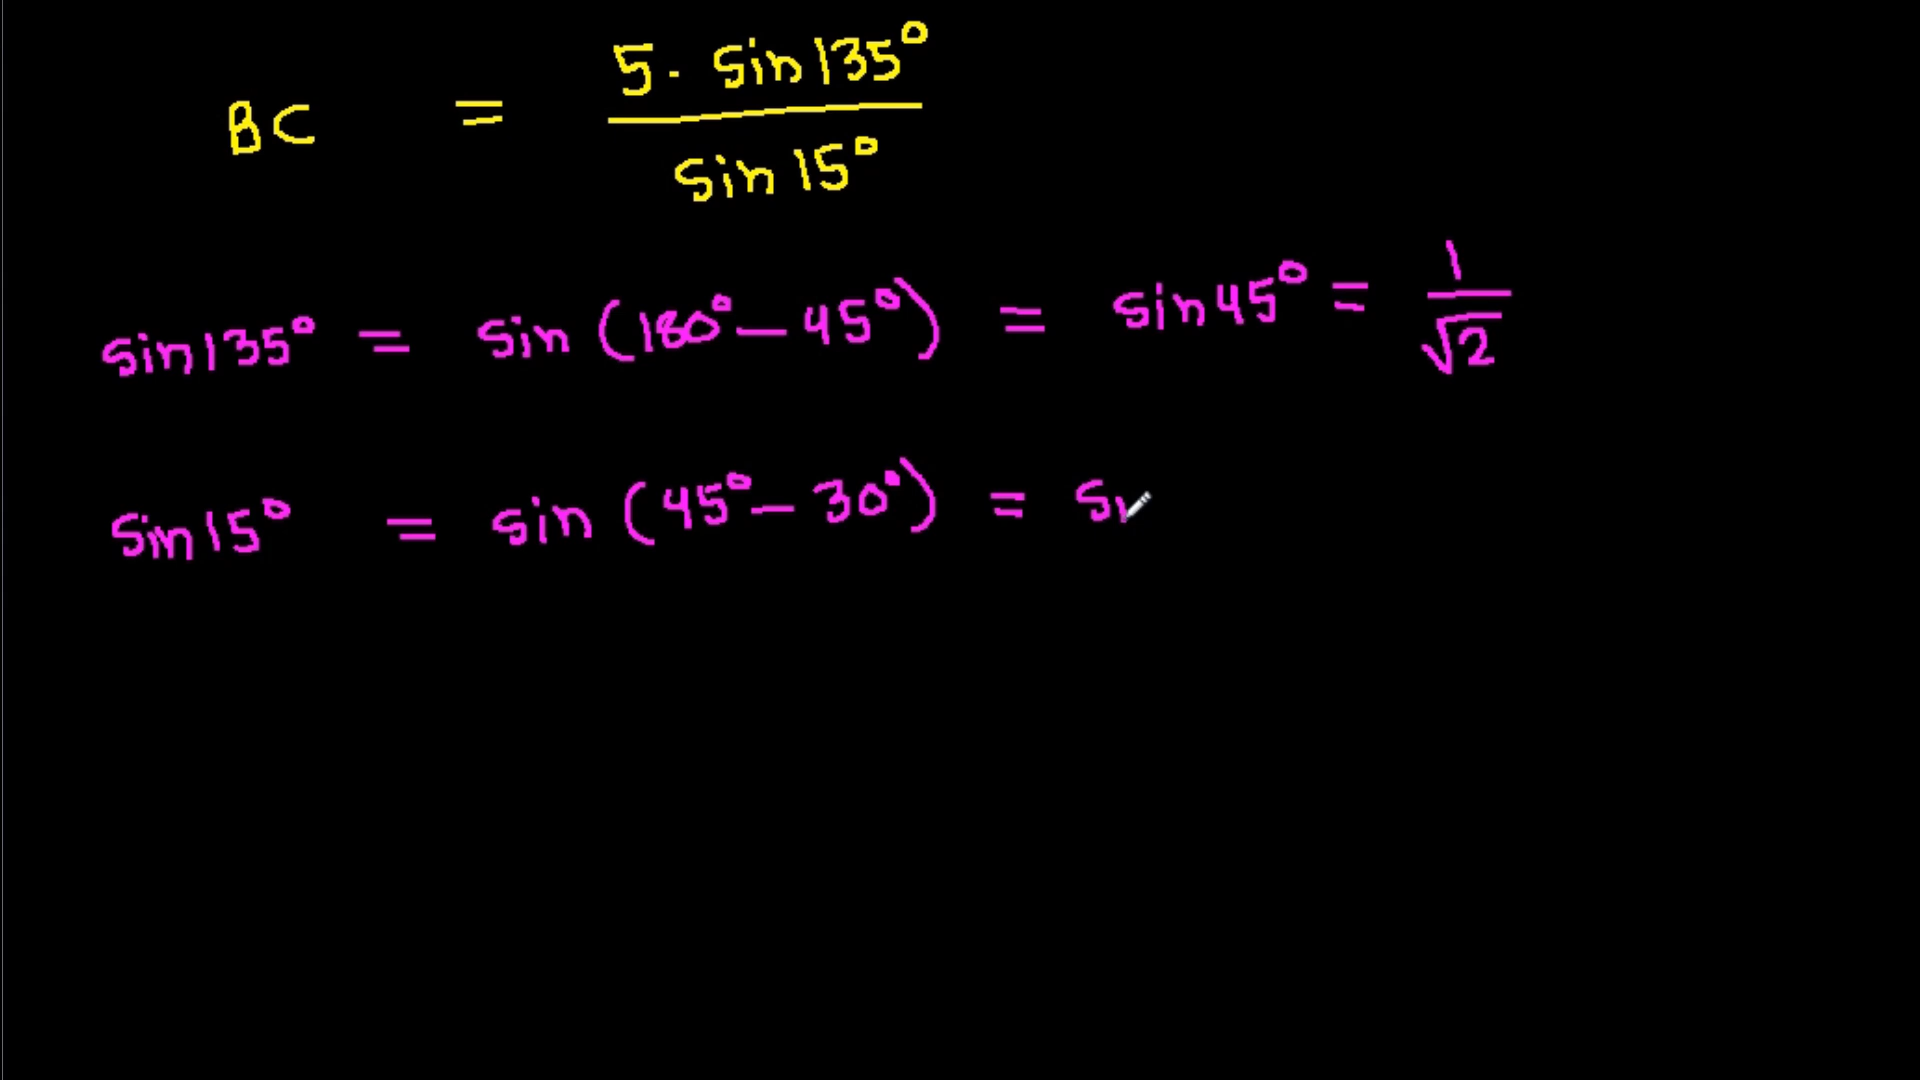 BC = 5 · sin 135° / sin 15°
sin 135° = sin (180° − 45°) = sin 45° = 1 / √2
sin 15° = sin (45° − 30°) = si